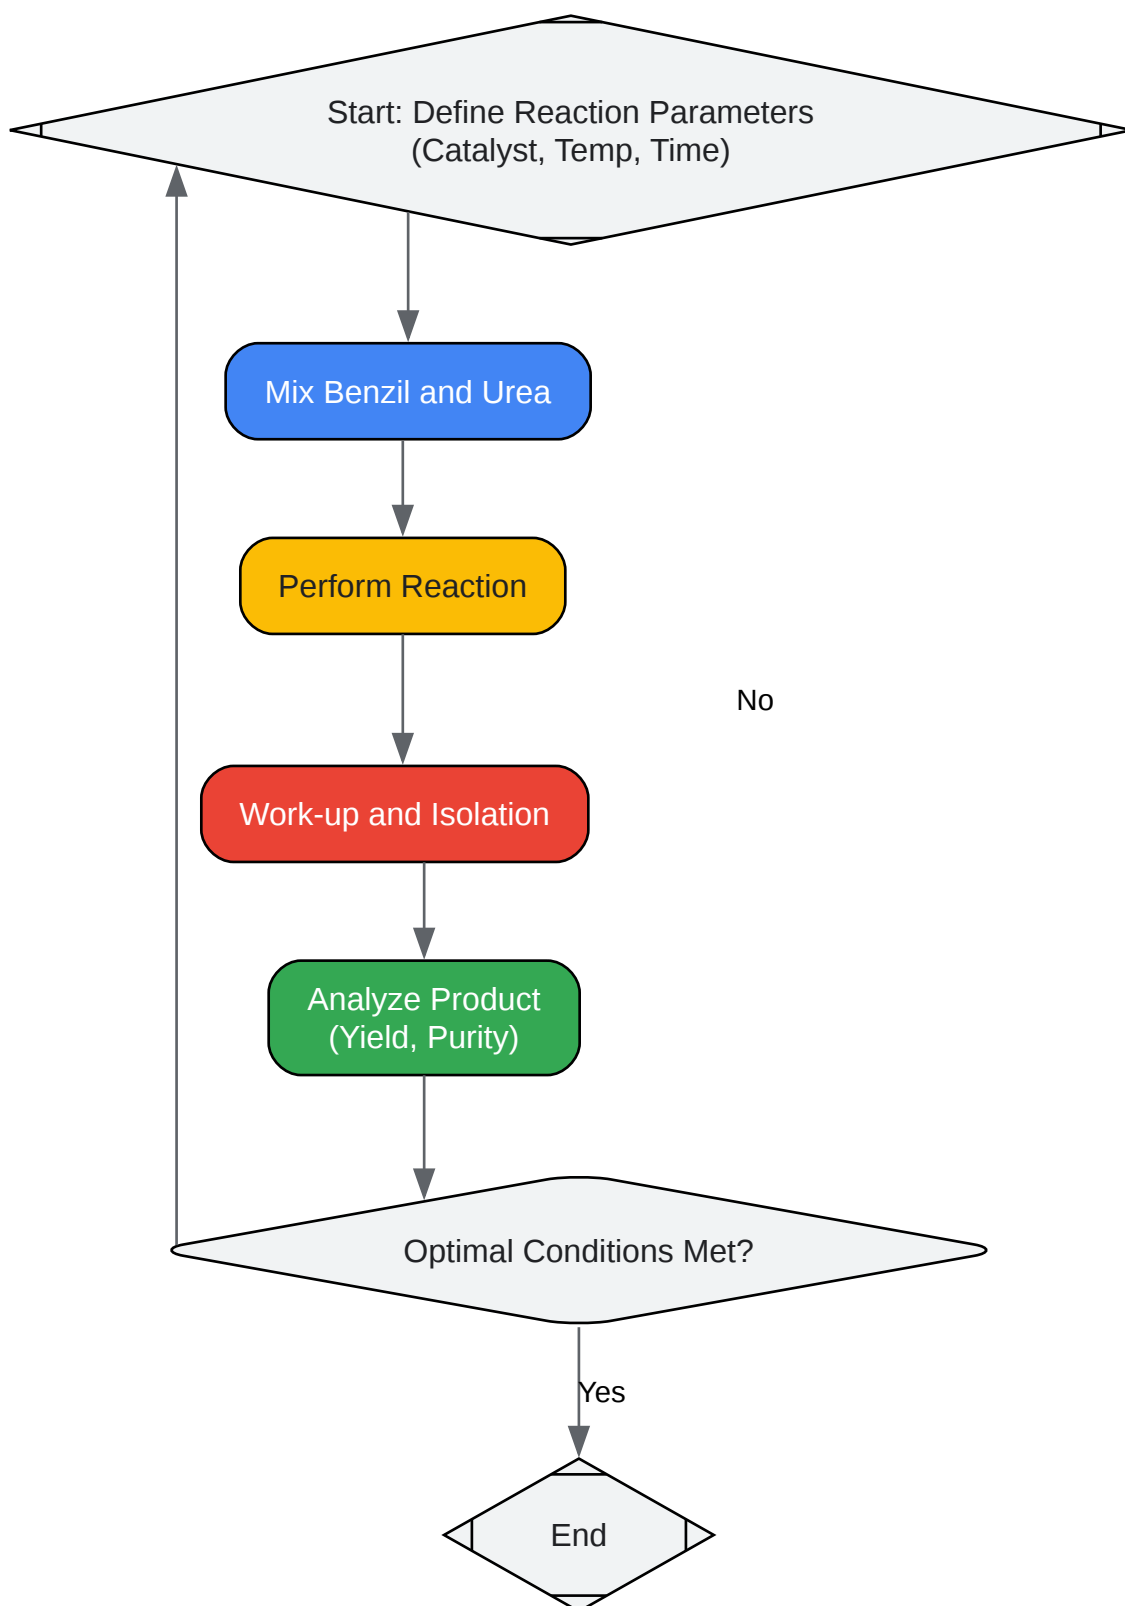 Start: Define Reaction Parameters
(Catalyst, Temp, Time)
Mix Benzil and Urea
Perform Reaction
No
Work-up and Isolation
Analyze Product
(Yield, Purity)
Optimal Conditions Met?
Yes
End